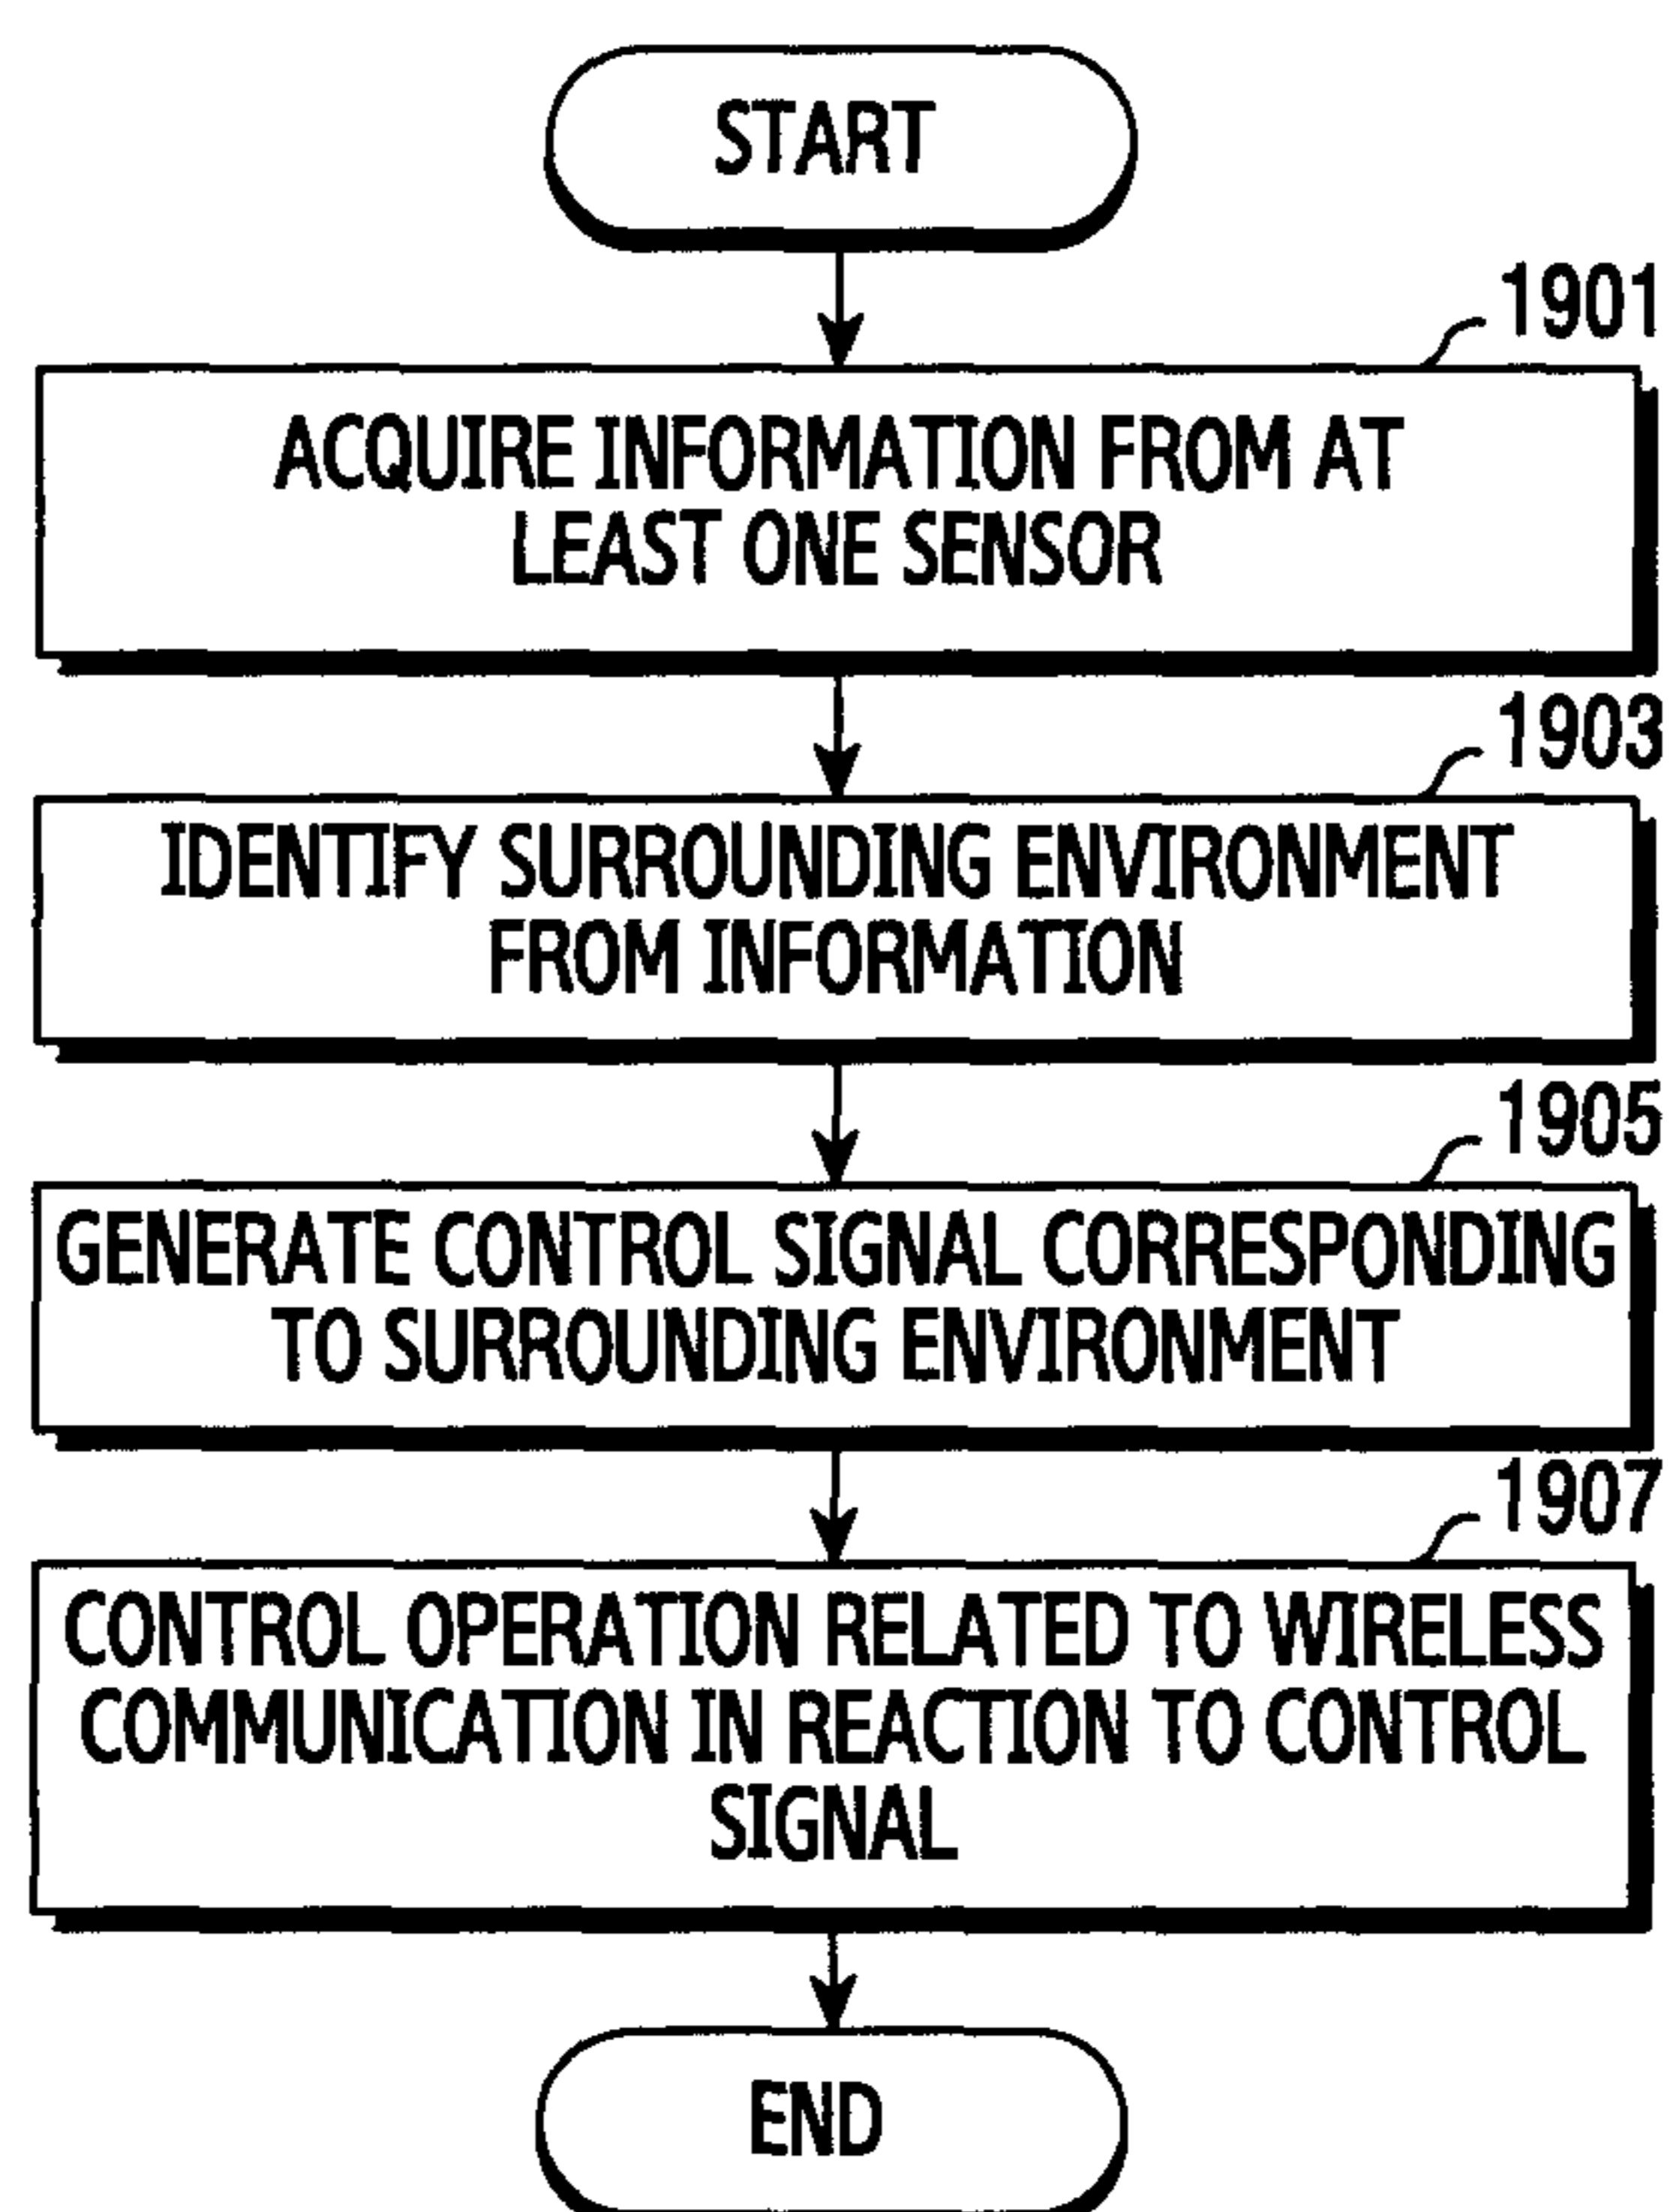 START
1901
ACQUIRE INFORMATION FROM AT
LEAST ONE SENSOR
1903
IDENTIFY SURROUNDING ENVIRONMENT
FROM INFORMATION
1905
GENERATE CONTROL SIGNAL CORRESPONDING
TO SURROUNDING ENVIRONMENT
1907
CONTROL OPERATION RELATED TO WIRELESS
COMMUNICATION IN REACTION TO CONTROL
SIGNAL
END